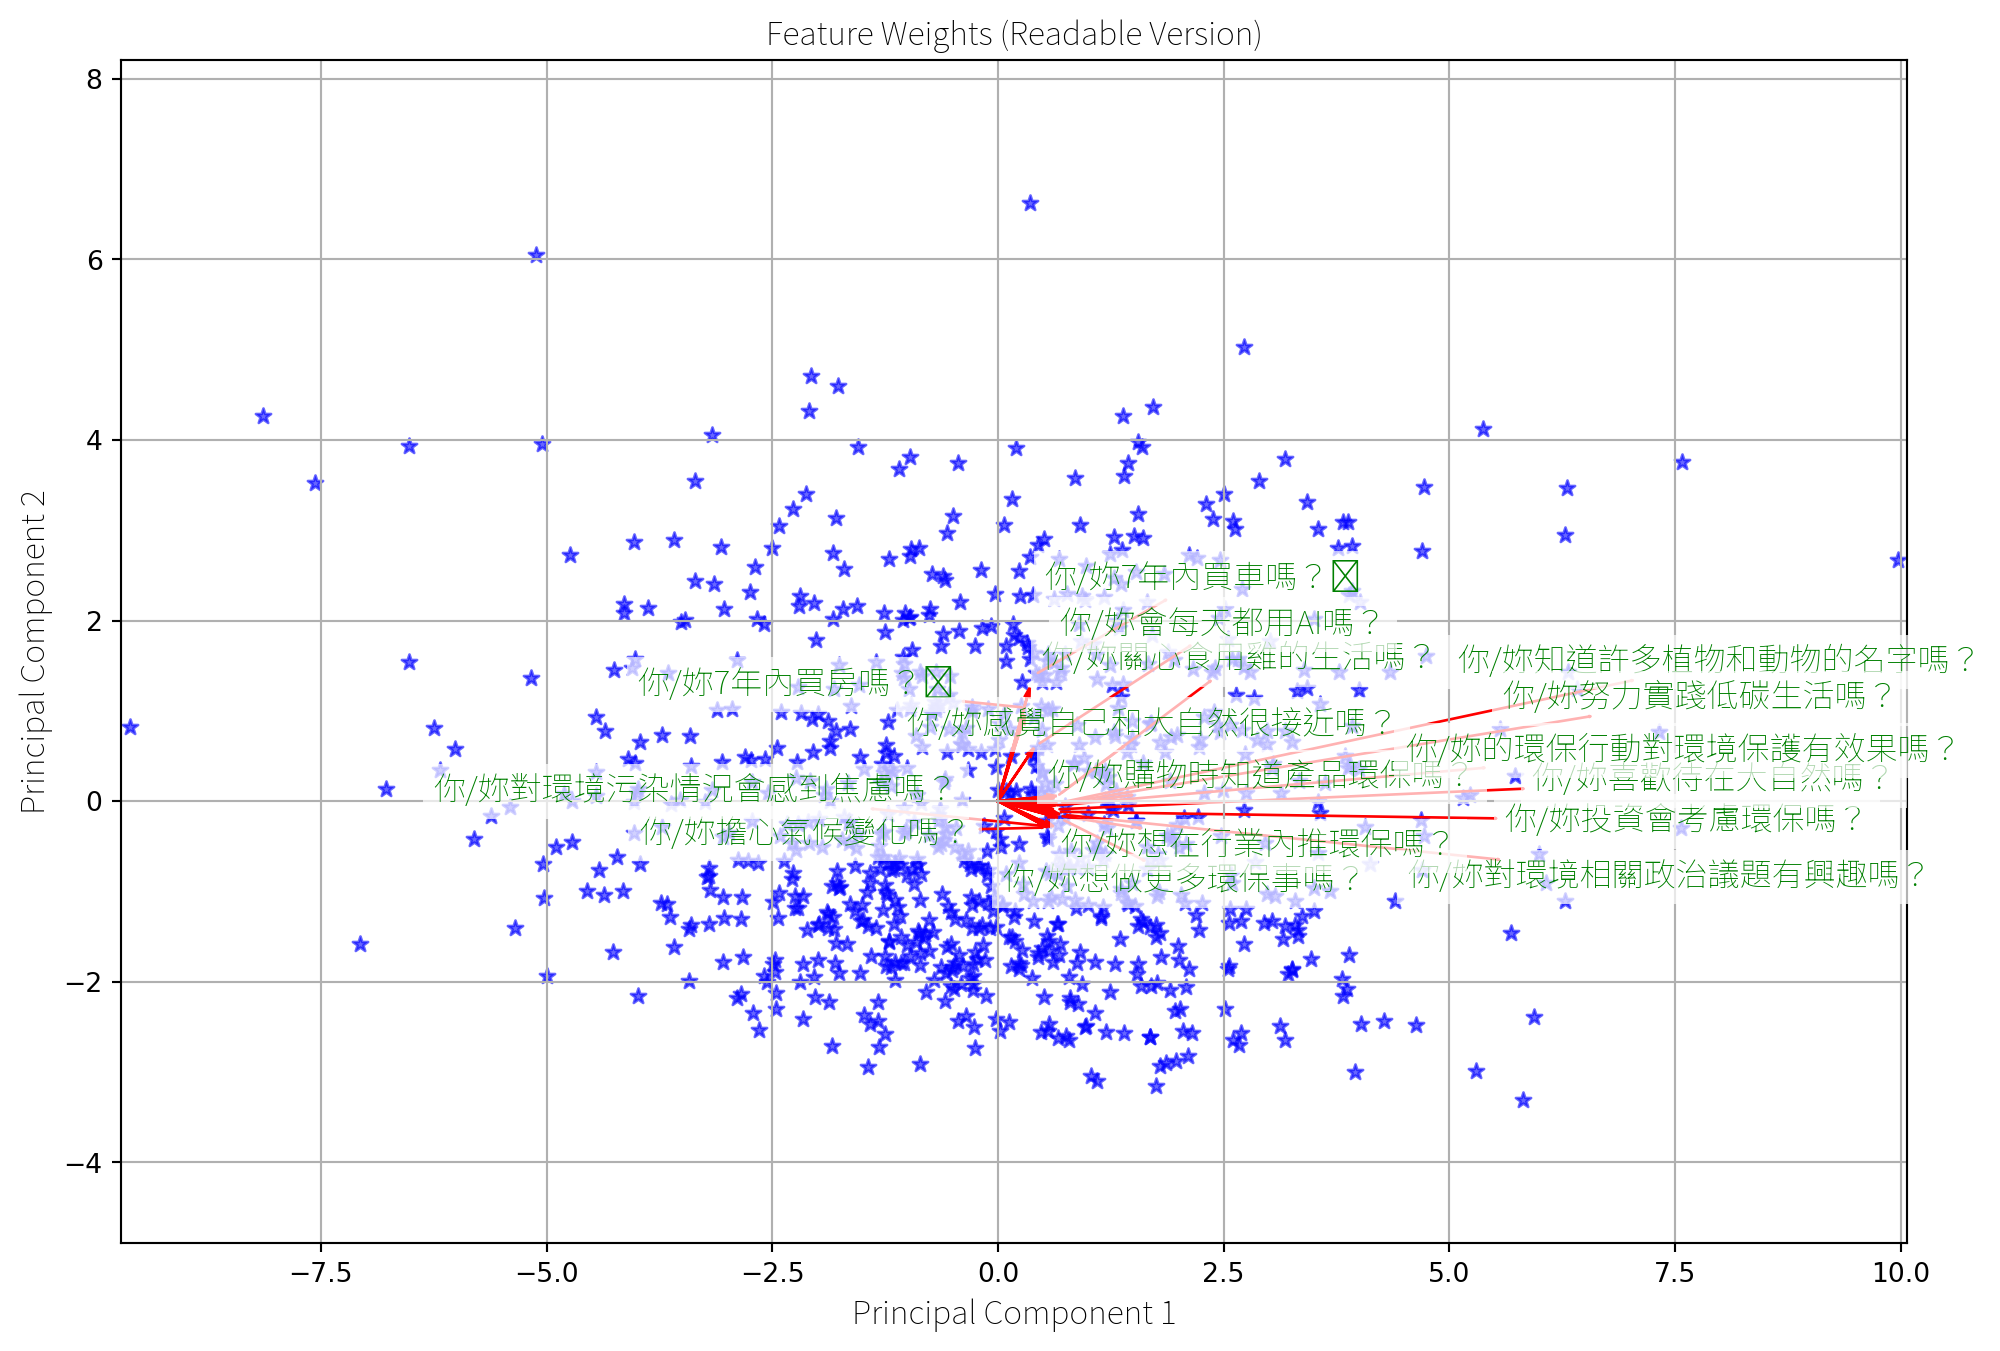 Feature Weights (Readable Version)
8
6
4
2
0
−2
−4
Principal Component 2
你/妳7年內買車嗎？
你/妳會每天都用AI嗎？
你/妳關心食用雞的生活嗎？
你/妳知道許多植物和動物的名字嗎？
你/妳7年內買房嗎？
你/妳努力實踐低碳生活嗎？
你/妳感覺自己和大自然很接近嗎？
你/妳的環保行動對環境保護有效果嗎？
你/妳購物時知道產品環保嗎？
你/妳喜歡待在大自然嗎？
你/妳對環境污染情況會感到焦慮嗎？
你/妳投資會考慮環保嗎？
你/妳擔心氣候變化嗎？
你/妳想在行業內推環保嗎？
你/妳想做更多環保事嗎？
你/妳對環境相關政治議題有興趣嗎？
−7.5 −5.0 −2.5 0.0 2.5 5.0 7.5 10.0
Principal Component 1